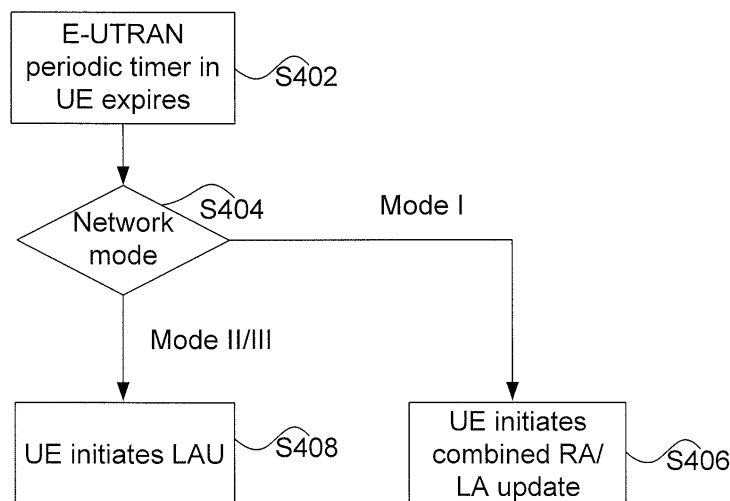 E-UTRAN
periodic timer in
UE expires
S402
S404
Network
mode
Mode I
Mode II/III
UE initiates LAU
S408
UE initiates
combined RA/
LA update
S406